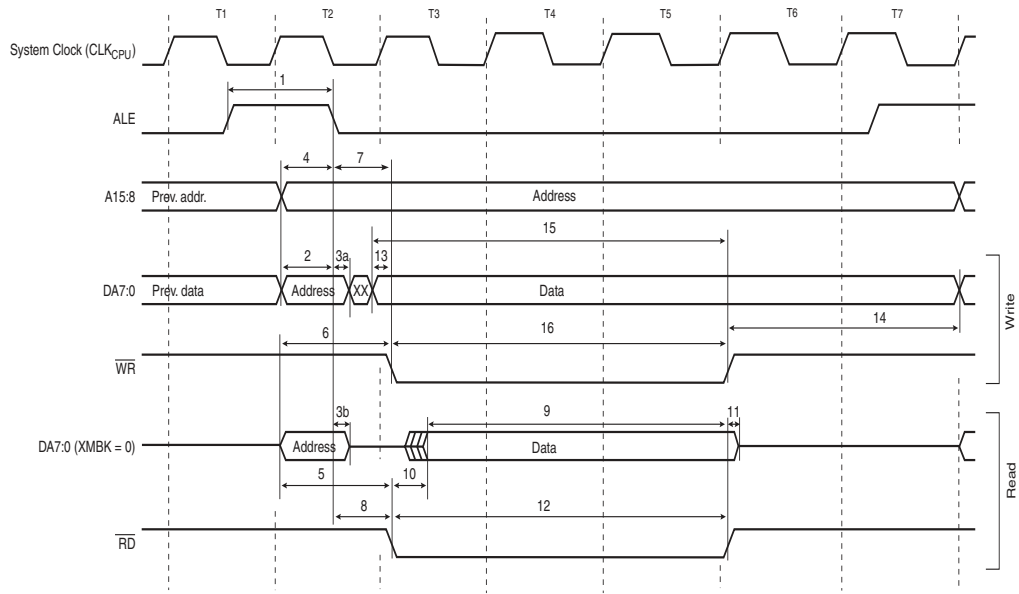 T1 T2 T3 T4 T5 T6 T7
System Clock (CLKCPU)
1
ALE
4 7
A15:8 Prev. addr. Address
15
2 3a 13
DA7:0 Prev. data Address XX Data
14
6 16
WR
Write
3b 9 11
DA7:0 (XMBK = 0) Address Data
5 10
8 12
RD
Read